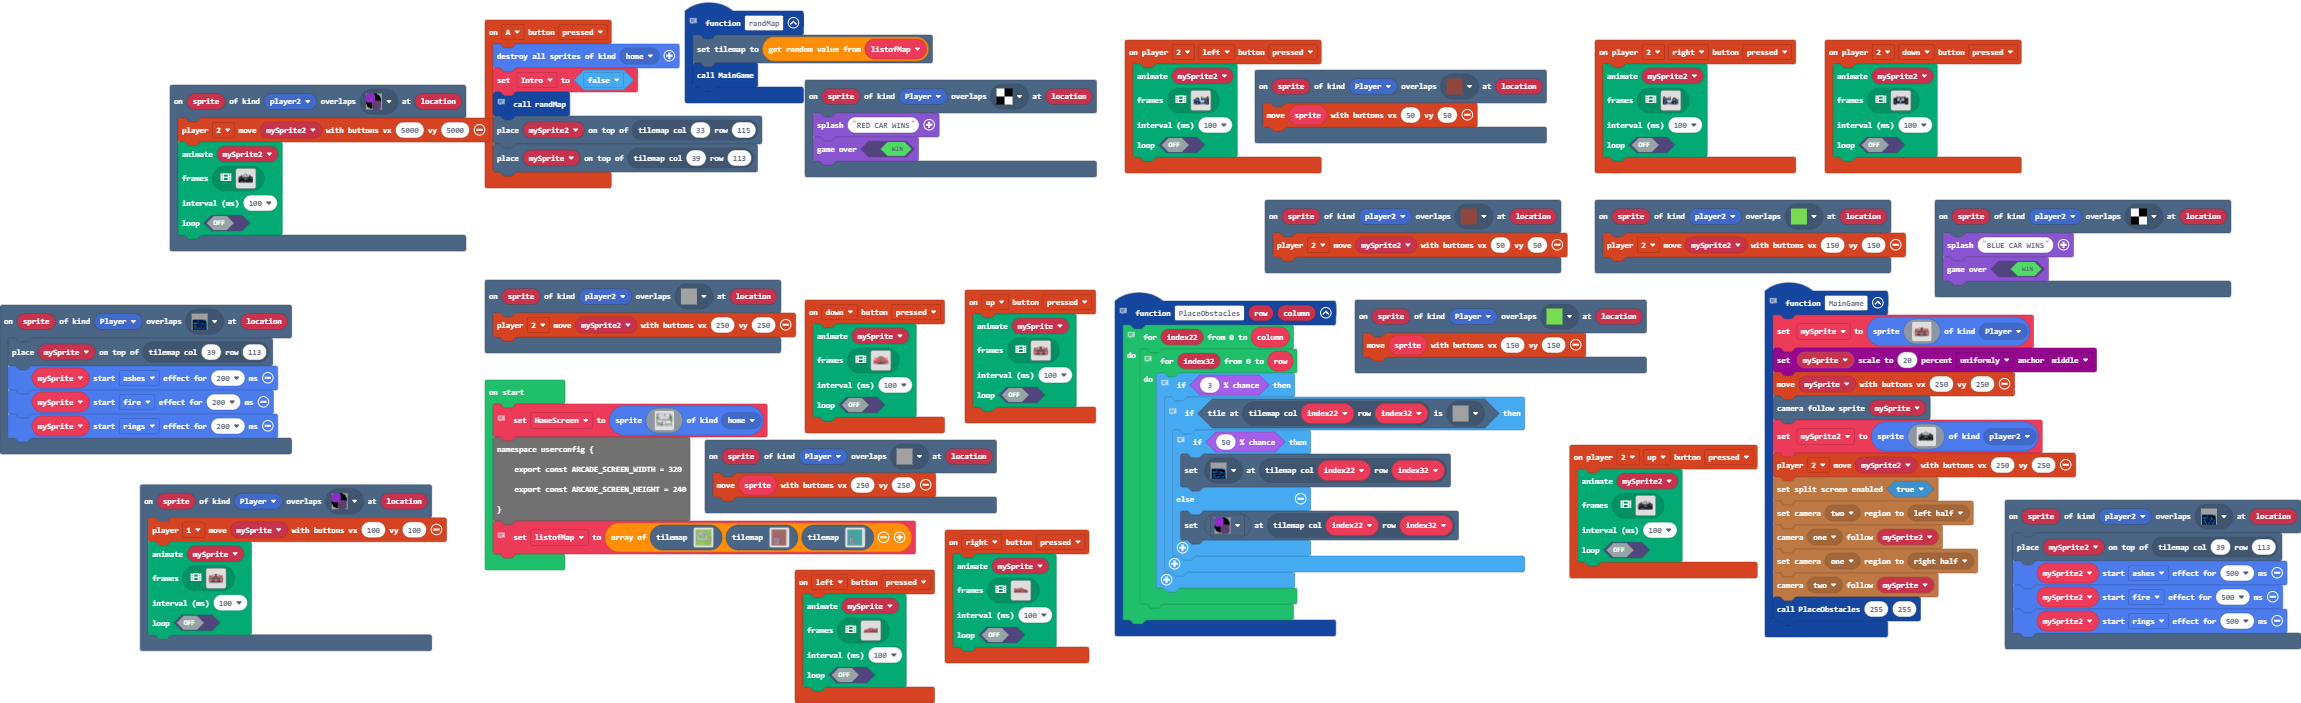 on sprite of kind player2 overlaps at location
player 2 move mySprite2 with buttons vx 5000 vy 5000
animate mySprite2
frames
interval (ms) 100
loop OFF
on A button pressed
destroy all sprites of kind home
set Intro to false
call randMap
place mySprite2 on top of tilemap col 33 row 115
place mySprite on top of tilemap col 39 row 113
function randMap
set tilemap to get random value from listofMap
call MainGame
on sprite of kind Player overlaps at location
splash "RED CAR WINS"
game over WIN
on player 2 left button pressed
animate mySprite2
frames
interval (ms) 100
loop OFF
on sprite of kind Player overlaps at location
move sprite with buttons vx 50 vy 50
on player 2 right button pressed
animate mySprite2
frames
interval (ms) 100
loop OFF
on player 2 down button pressed
animate mySprite2
frames
interval (ms) 100
loop OFF
on sprite of kind player2 overlaps at location
player 2 move mySprite2 with buttons vx 50 vy 50
on sprite of kind player2 overlaps at location
player 2 move mySprite2 with buttons vx 150 vy 150
on sprite of kind player2 overlaps at location
splash "BLUE CAR WINS"
game over WIN
on sprite of kind Player overlaps at location
place mySprite on top of tilemap col 39 row 113
mySprite start ashes effect for 200 ms
mySprite start fire effect for 200 ms
mySprite start rings effect for 200 ms
on sprite of kind player2 overlaps at location
player 2 move mySprite2 with buttons vx 250 vy 250
on down button pressed
animate mySprite
frames
interval (ms) 100
loop OFF
on up button pressed
animate mySprite
frames
interval (ms) 100
loop OFF
function PlaceObstacles row column
for index22 from 0 to column
do for index32 from 0 to row
do if 3 % chance then
if tile at tilemap col index22 row index32 is then
if 50 % chance then
set at tilemap col index22 row index32
else
set at tilemap col index22 row index32
on sprite of kind Player overlaps at location
move sprite with buttons vx 150 vy 150
function MainGame
set mySprite to sprite of kind Player
set mySprite scale to 20 percent uniformly anchor middle
move mySprite with buttons vx 250 vy 250
camera follow sprite mySprite
set mySprite2 to sprite of kind player2
player 2 move mySprite2 with buttons vx 250 vy 250
set split screen enabled true
set camera two region to left half
camera one follow mySprite2
set camera one region to right half
camera two follow mySprite
call PlaceObstacles 255 255
on start
set HomeScreen to sprite of kind home
namespace userconfig {
export const ARCADE_SCREEN_WIDTH = 320
export const ARCADE_SCREEN_HEIGHT = 240
}
set listofMap to array of tilemap tilemap tilemap
on sprite of kind Player overlaps at location
move sprite with buttons vx 250 vy 250
on player 2 up button pressed
animate mySprite2
frames
interval (ms) 100
loop OFF
on sprite of kind Player overlaps at location
player 1 move mySprite with buttons vx 100 vy 100
animate mySprite
frames
interval (ms) 100
loop OFF
on left button pressed
animate mySprite
frames
interval (ms) 100
loop OFF
on right button pressed
animate mySprite
frames
interval (ms) 100
loop OFF
on sprite of kind player2 overlaps at location
place mySprite2 on top of tilemap col 39 row 113
mySprite2 start ashes effect for 500 ms
mySprite2 start fire effect for 500 ms
mySprite2 start rings effect for 500 ms